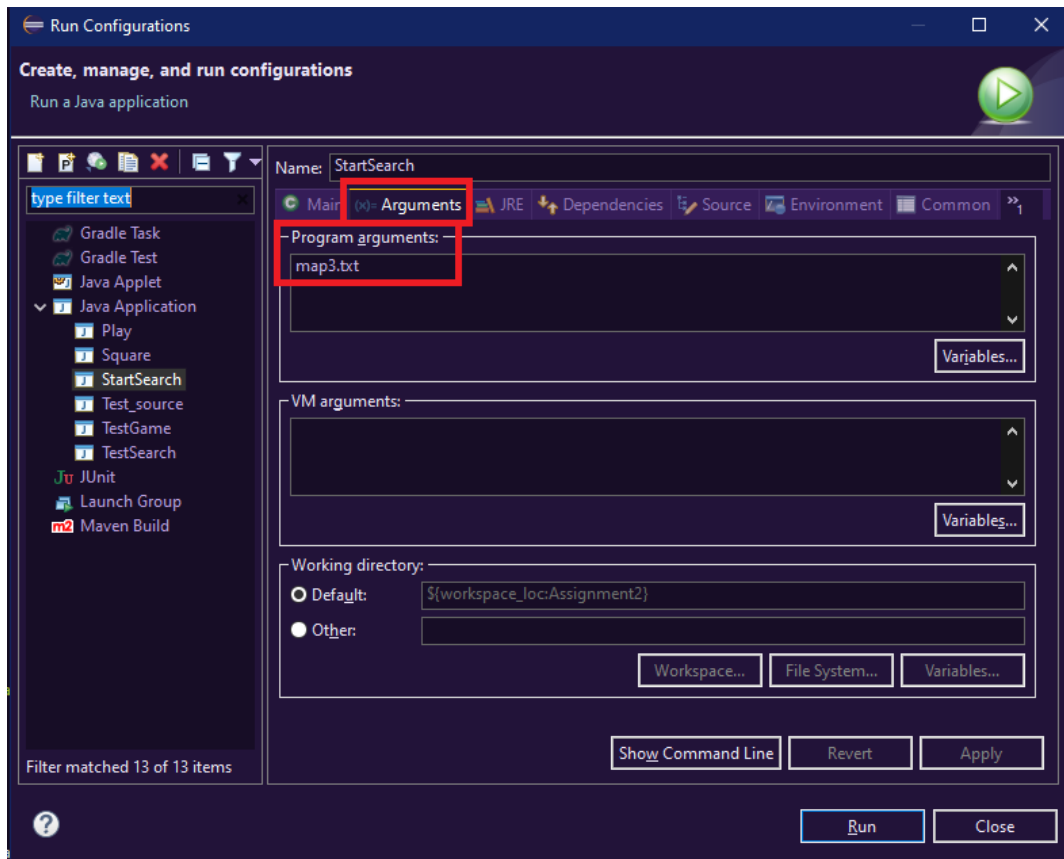 Run Configurations
Create, manage, and run configurations
Run a Java application
type filter text
Gradle Task
Gradle Test
Java Applet
Java Application
Play
Square
StartSearch
Test_source
TestGame
TestSearch
Ju JUnit
Launch Group
m2 Maven Build
Filter matched 13 of 13 items
Name: StartSearch
Main (x)= Arguments JRE Dependencies Source Environment Common »1
Program arguments:
map3.txt
Variables...
VM arguments:
Variables...
Working directory:
Default: ${workspace_loc:Assignment2}
Other:
Workspace... File System... Variables...
Show Command Line Revert Apply
Run Close